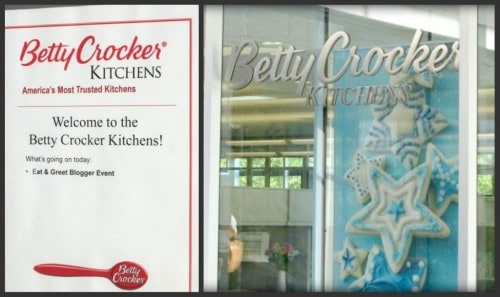 Betty Crocker®
KITCHENS
America's Most Trusted Kitchens
Welcome to the
Betty Crocker Kitchens!
What's going on today:
• Eat & Greet Blogger Event
Betty
Crocker
Betty Crocker
KITCHENS